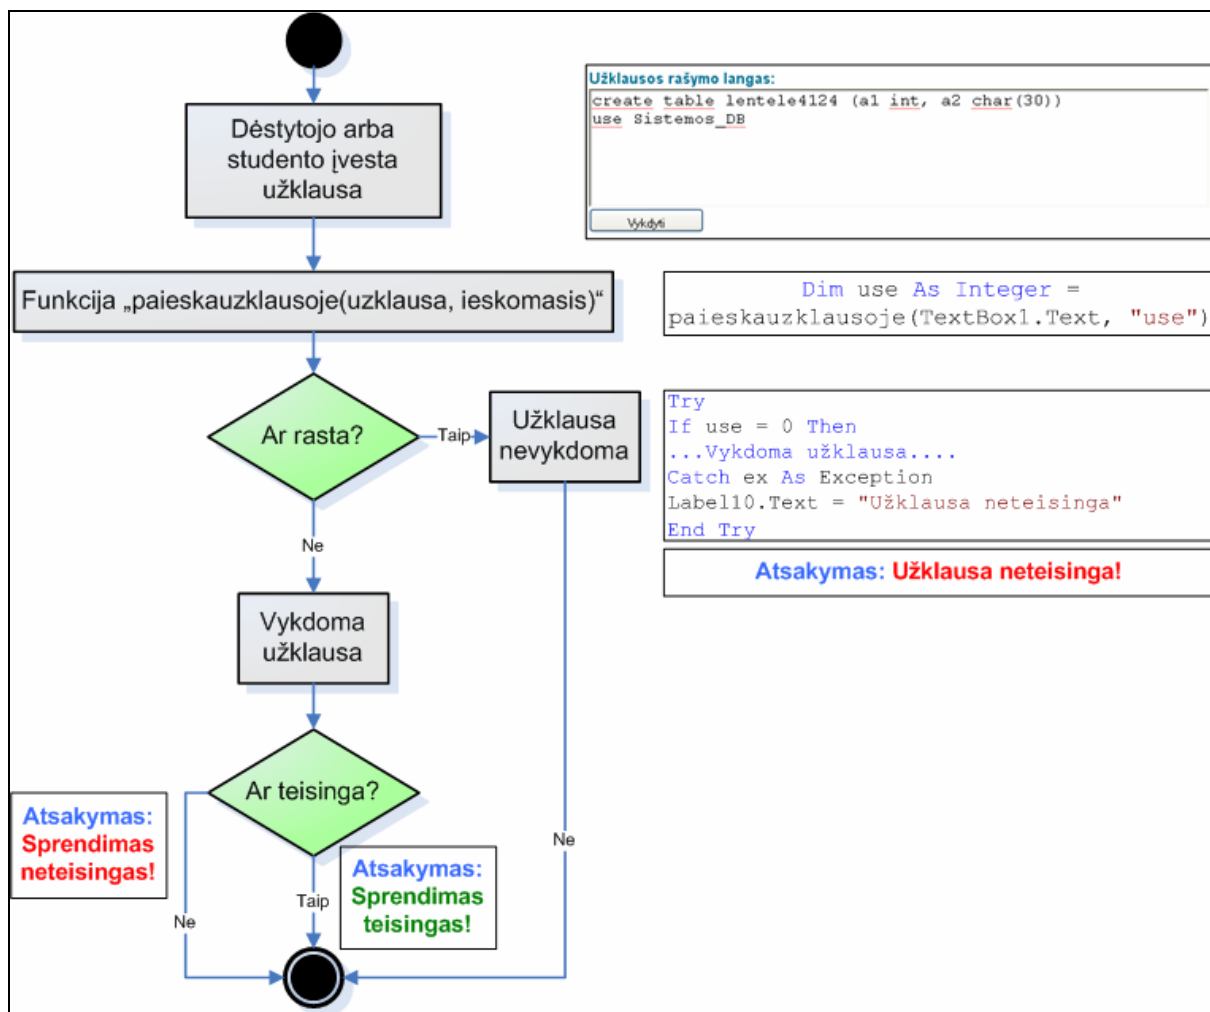 Dėstytojo arba
studento įvesta
užklausa
Užklausos rašymo langas:
create table lentele4124 (a1 int, a2 char(30))
use Sistemos_DB
Vykdyti
Funkcija „paieskauzklausoje(uzklausa, ieskomasis)“
Dim use As Integer =
paieskauzklausoje(TextBox1.Text, "use")
Ar rasta?
Taip
Užklausa
nevykdoma
Try
If use = 0 Then
...Vykdoma užklausa....
Catch ex As Exception
Label10.Text = "Užklausa neteisinga"
End Try
Atsakymas: Užklausa neteisinga!
Ne
Vykdoma
užklausa
Ar teisinga?
Atsakymas:
Sprendimas
neteisingas!
Ne
Taip
Atsakymas:
Sprendimas
teisingas!
Ne